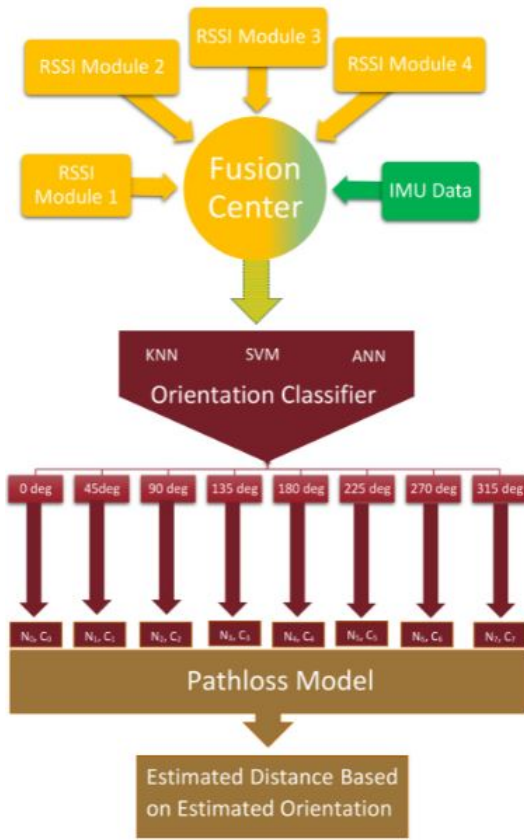 RSSI Module 3
RSSI Module 2
RSSI Module 4
RSSI
Module 1
Fusion
Center
IMU Data
KNN
SVM
ANN
Orientation Classifier
0 deg
45deg
90 deg
135 deg
180 deg
225 deg
270 deg
315 deg
N₀, C₀
N₁, C₁
N₂, C₂
N₃, C₃
N₄, C₄
N₅, C₅
N₅, C₆
N₇, C₇
Pathloss Model
Estimated Distance Based
on Estimated Orientation